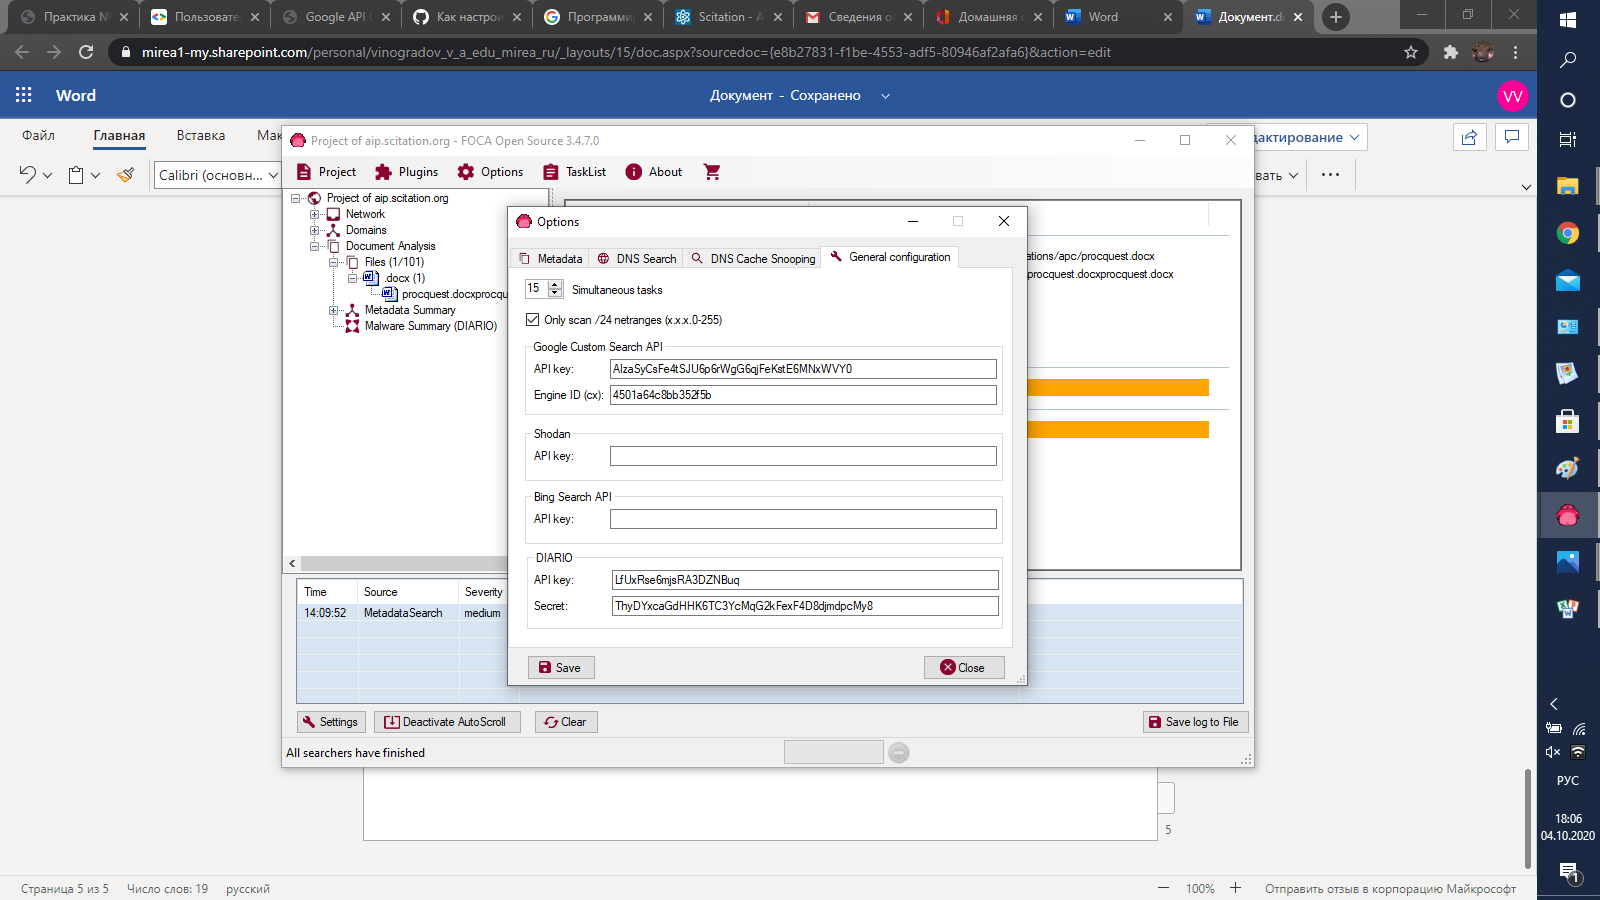 Практика N
Пользовател
Google API
Как настрои
Программи
Scitation - A
Сведения о
Домашняя
Word
Документ.d
mirea1-my.sharepoint.com/personal/vinogradov_v_a_edu_mirea_ru/_layouts/15/doc.aspx?sourcedoc={e8b27831-f1be-4553-adf5-80946af2afa6}&action=edit
Word
Документ - Сохранено
VV
Файл
Главная
Вставка
Мак
дактирование
Calibri (основн...
вать
Project of aip.scitation.org - FOCA Open Source 3.4.7.0
Project
Plugins
Options
TaskList
About
Project of aip.scitation.org
Network
Domains
Document Analysis
Files (1/101)
.docx (1)
procquest.docxprocqu
Metadata Summary
Malware Summary (DIARIO)
ations/apc/procquest.docx
procquest.docxprocquest.docx
Options
Metadata
DNS Search
DNS Cache Snooping
General configuration
15
Simultaneous tasks
Only scan /24 netranges (x.x.x.0-255)
Google Custom Search API
API key:
AIzaSyCsFe4tSJU6p6rWgG6qjFeKstE6MNxWVY0
Engine ID (cx):
4501a64c8bb352f5b
Shodan
API key:
Bing Search API
API key:
DIARIO
API key:
LfUxRse6mjsRA3DZNBuq
Secret:
ThyDYxcaGdHHK6TC3YcMqG2kFexF4D8djmdpcMy8
Save
Close
Time
Source
Severity
14:09:52
MetadataSearch
medium
Settings
Deactivate AutoScroll
Clear
Save log to File
All searchers have finished
5
Страница 5 из 5
Число слов: 19
русский
100%
Отправить отзыв в корпорацию Майкрософт
РУС
18:06
04.10.2020
1